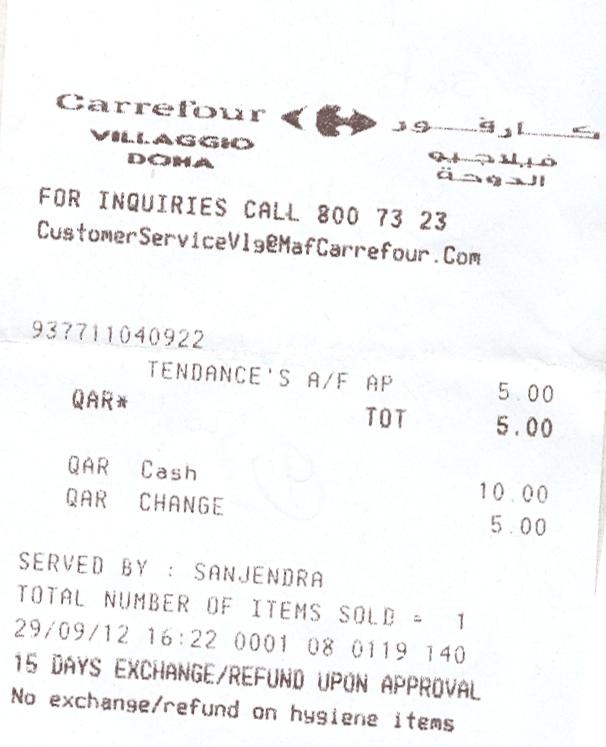 Carrefour كارفور
VILLAGGIO فيلاجيو
DOHA الدوحة
FOR INQUIRIES CALL 800 73 23
CustomerServiceVlg@MafCarrefour.Com
937711040922
TENDANCE'S A/F AP 5.00
QAR* TOT 5.00
QAR Cash 10.00
QAR CHANGE 5.00
SERVED BY : SANJENDRA
TOTAL NUMBER OF ITEMS SOLD = 1
29/09/12 16:22 0001 08 0119 140
15 DAYS EXCHANGE/REFUND UPON APPROVAL
No exchange/refund on hygiene items